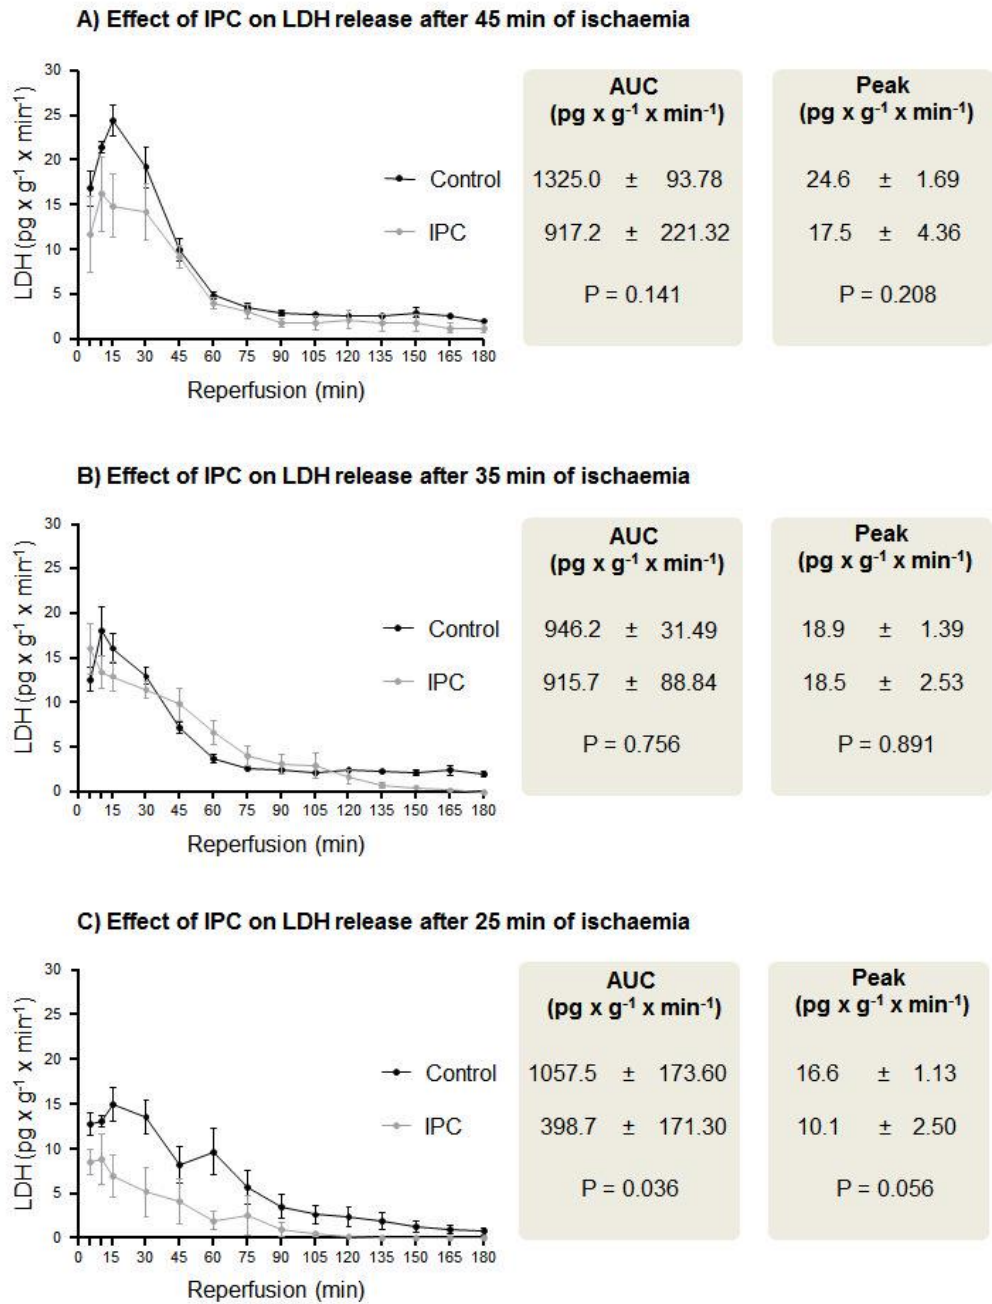 A) Effect of IPC on LDH release after 45 min of ischaemia
30
25
20
15
10
5
0
LDH (pg x g⁻¹ x min⁻¹)
0 15 30 45 60 75 90 105 120 135 150 165 180
Reperfusion (min)
Control
IPC
AUC
(pg x g⁻¹ x min⁻¹)
1325.0 ± 93.78
917.2 ± 221.32
P = 0.141
Peak
(pg x g⁻¹ x min⁻¹)
24.6 ± 1.69
17.5 ± 4.36
P = 0.208
B) Effect of IPC on LDH release after 35 min of ischaemia
30
25
20
15
10
5
0
LDH (pg x g⁻¹ x min⁻¹)
0 15 30 45 60 75 90 105 120 135 150 165 180
Reperfusion (min)
Control
IPC
AUC
(pg x g⁻¹ x min⁻¹)
946.2 ± 31.49
915.7 ± 88.84
P = 0.756
Peak
(pg x g⁻¹ x min⁻¹)
18.9 ± 1.39
18.5 ± 2.53
P = 0.891
C) Effect of IPC on LDH release after 25 min of ischaemia
30
25
20
15
10
5
0
LDH (pg x g⁻¹ x min⁻¹)
0 15 30 45 60 75 90 105 120 135 150 165 180
Reperfusion (min)
Control
IPC
AUC
(pg x g⁻¹ x min⁻¹)
1057.5 ± 173.60
398.7 ± 171.30
P = 0.036
Peak
(pg x g⁻¹ x min⁻¹)
16.6 ± 1.13
10.1 ± 2.50
P = 0.056